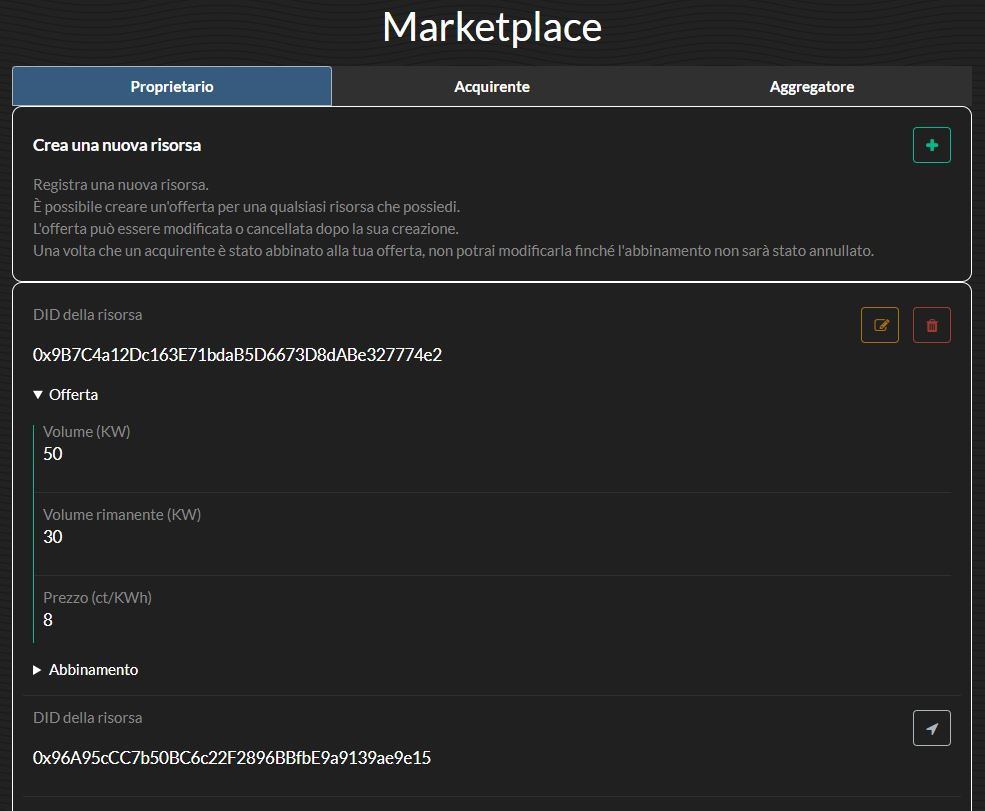 Marketplace
Proprietario
Acquirente
Aggregatore
Crea una nuova risorsa
Registra una nuova risorsa.
È possibile creare un'offerta per una qualsiasi risorsa che possiedi.
L'offerta può essere modificata o cancellata dopo la sua creazione.
Una volta che un acquirente è stato abbinato alla tua offerta, non potrai modificarla finché l'abbinamento non sarà stato annullato.
DID della risorsa
0x9B7C4a12Dc163E71bdaB5D6673D8dABe327774e2
Offerta
Volume (KW)
50
Volume rimanente (KW)
30
Prezzo (ct/KWh)
8
Abbinamento
DID della risorsa
0x96A95cCC7b50BC6c22F2896BBfbE9a9139ae9e15